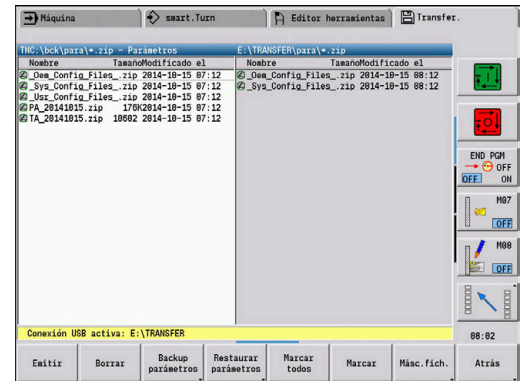 Máquina
smart.Turn
Editor herramientas
Transfer.
TNC:\bck\para\*.zip - Parámetros
E:\TRANSFER\para\*.zip
Nombre TamañoModificado el
Nombre TamañoModificado el
_Oem_Config_Files_.zip 2014-10-15 07:12
_Sys_Config_Files_.zip 2014-10-15 07:12
_Usr_Config_Files_.zip 2014-10-15 07:12
PA_20141015.zip 176K2014-10-15 07:12
TA_20141015.zip 10602 2014-10-15 07:12
_Oem_Config_Files_.zip 2014-10-15 08:12
_Sys_Config_Files_.zip 2014-10-15 08:12
END PGM
OFF
OFF ON
M07
OFF
M08
OFF
Conexión USB activa: E:\TRANSFER
08:02
Emitir
Borrar
Backup parámetros
Restaurar parámetros
Marcar todos
Marcar
Másc.fich.
Atrás